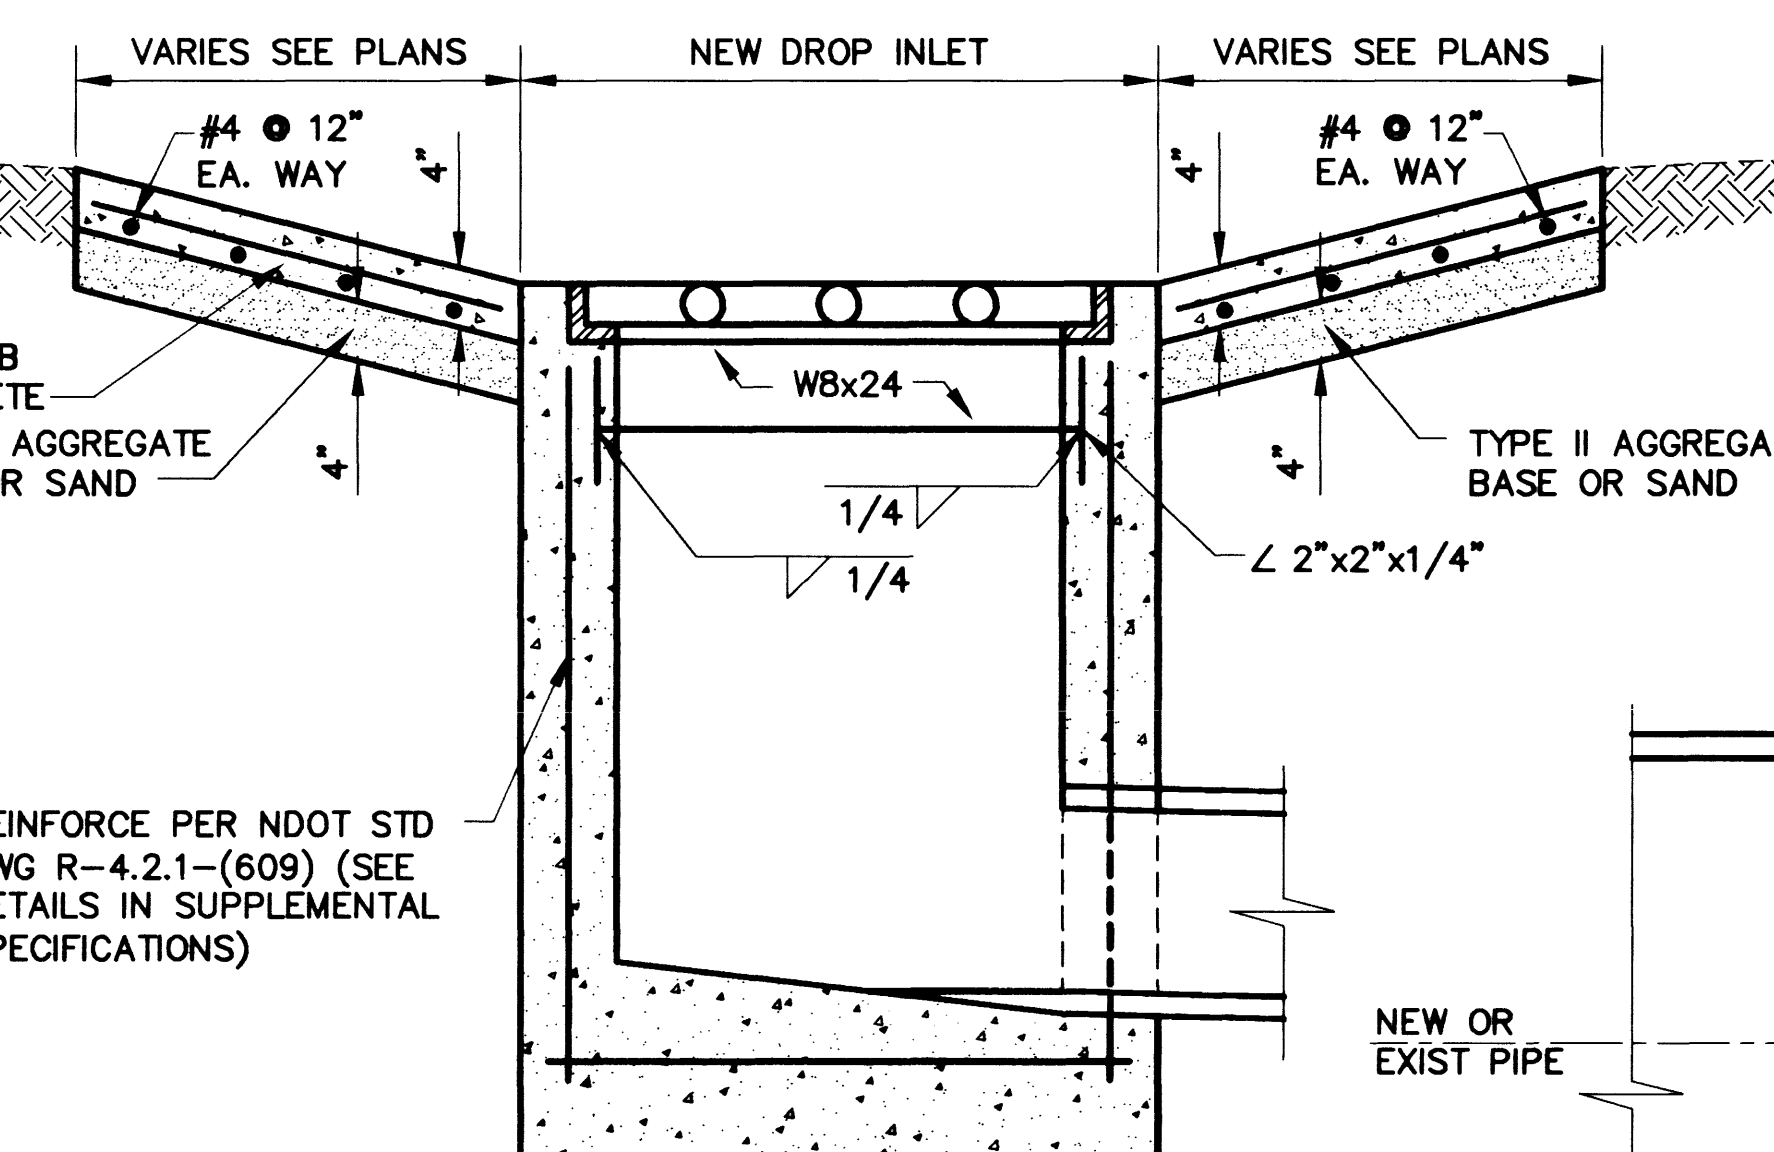 VARIES SEE PLANS
NEW DROP INLET
VARIES SEE PLANS
#4 @ 12"
EA. WAY
4"
4"
#4 @ 12"
EA. WAY
B
ETE
AGGREGATE
R SAND
4"
W8x24
1/4
1/4
∠ 2"x2"x1/4"
4"
TYPE II AGGREGA
BASE OR SAND
EINFORCE PER NDOT STD
WG R-4.2.1-(609) (SEE
ETAILS IN SUPPLEMENTAL
PECIFICATIONS)
NEW OR
EXIST PIPE